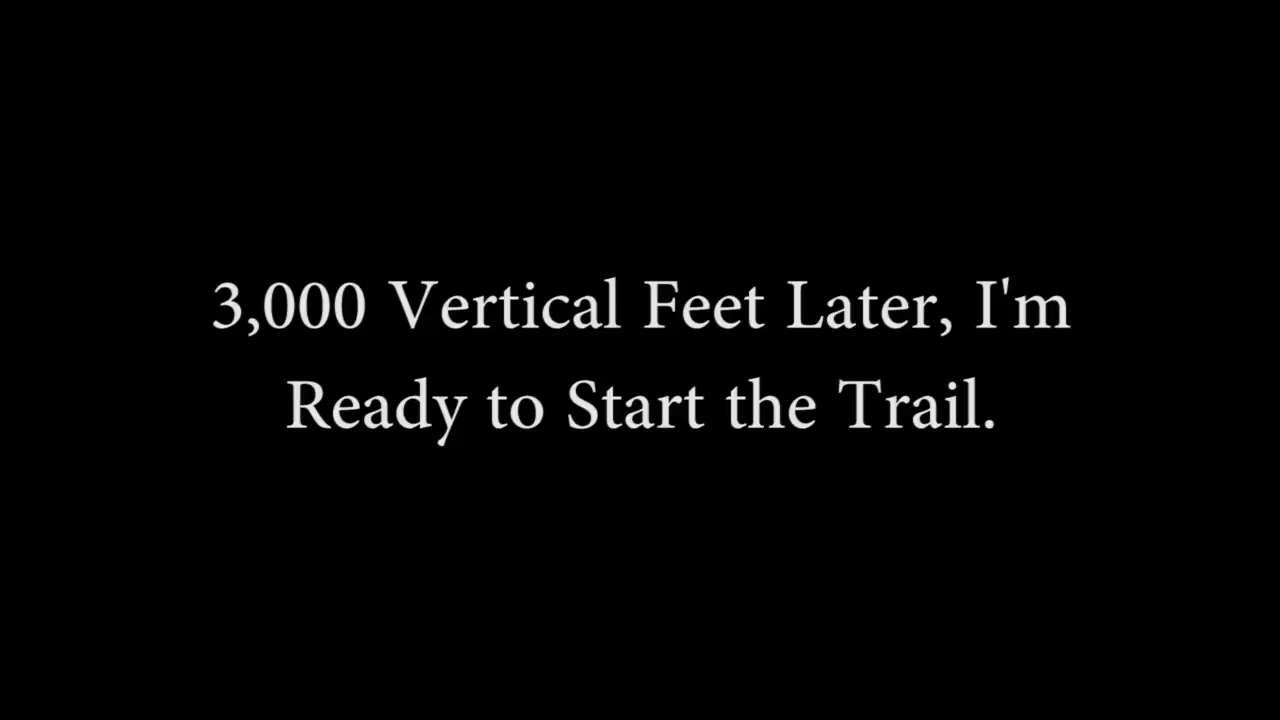 3,000 Vertical Feet Later, I'm
Ready to Start the Trail.